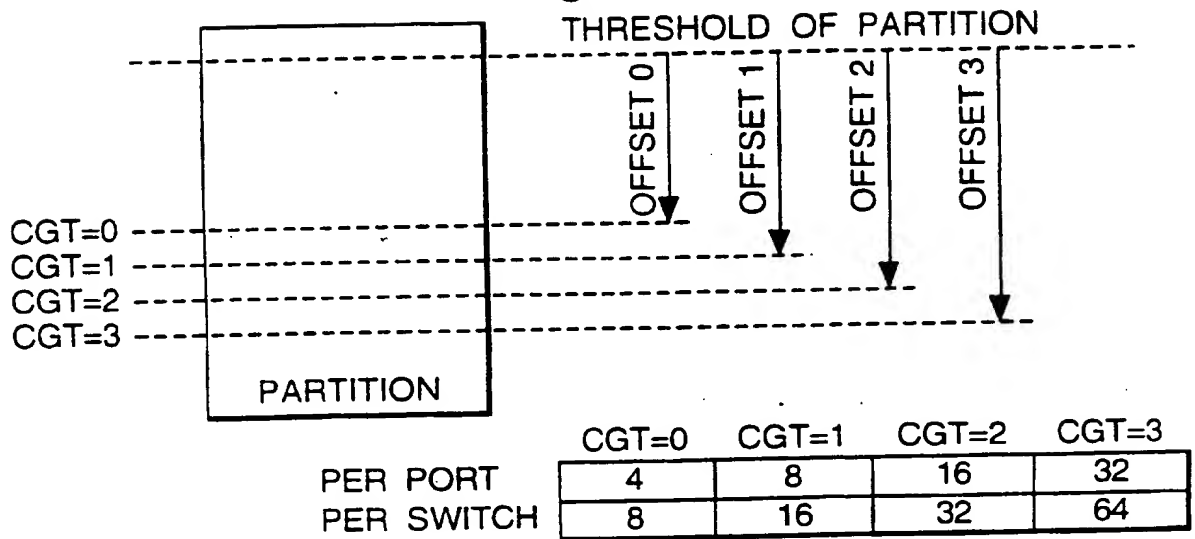 THRESHOLD OF PARTITION
OFFSET 0
OFFSET 1
OFFSET 2
OFFSET 3
CGT=0
CGT=1
CGT=2
CGT=3
PARTITION
CGT=0 CGT=1 CGT=2 CGT=3
PER PORT 4 8 16 32
PER SWITCH 8 16 32 64